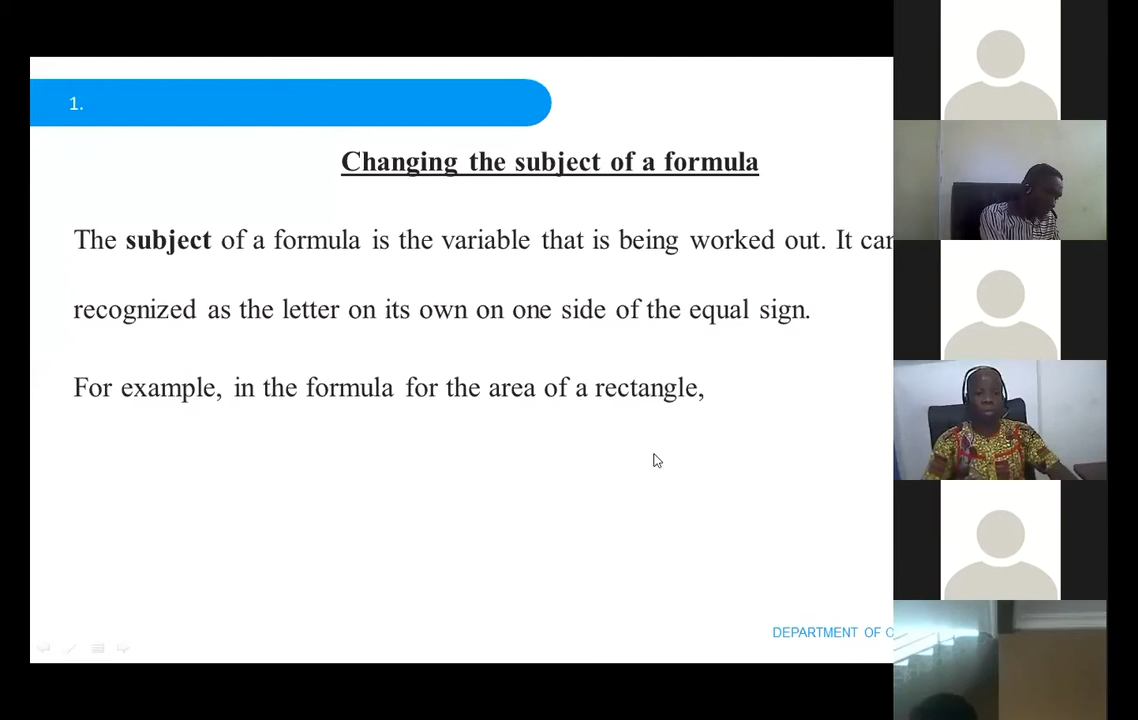 1.
Changing the subject of a formula
The subject of a formula is the variable that is being worked out. It can
recognized as the letter on its own on one side of the equal sign.
For example, in the formula for the area of a rectangle,
DEPARTMENT OF